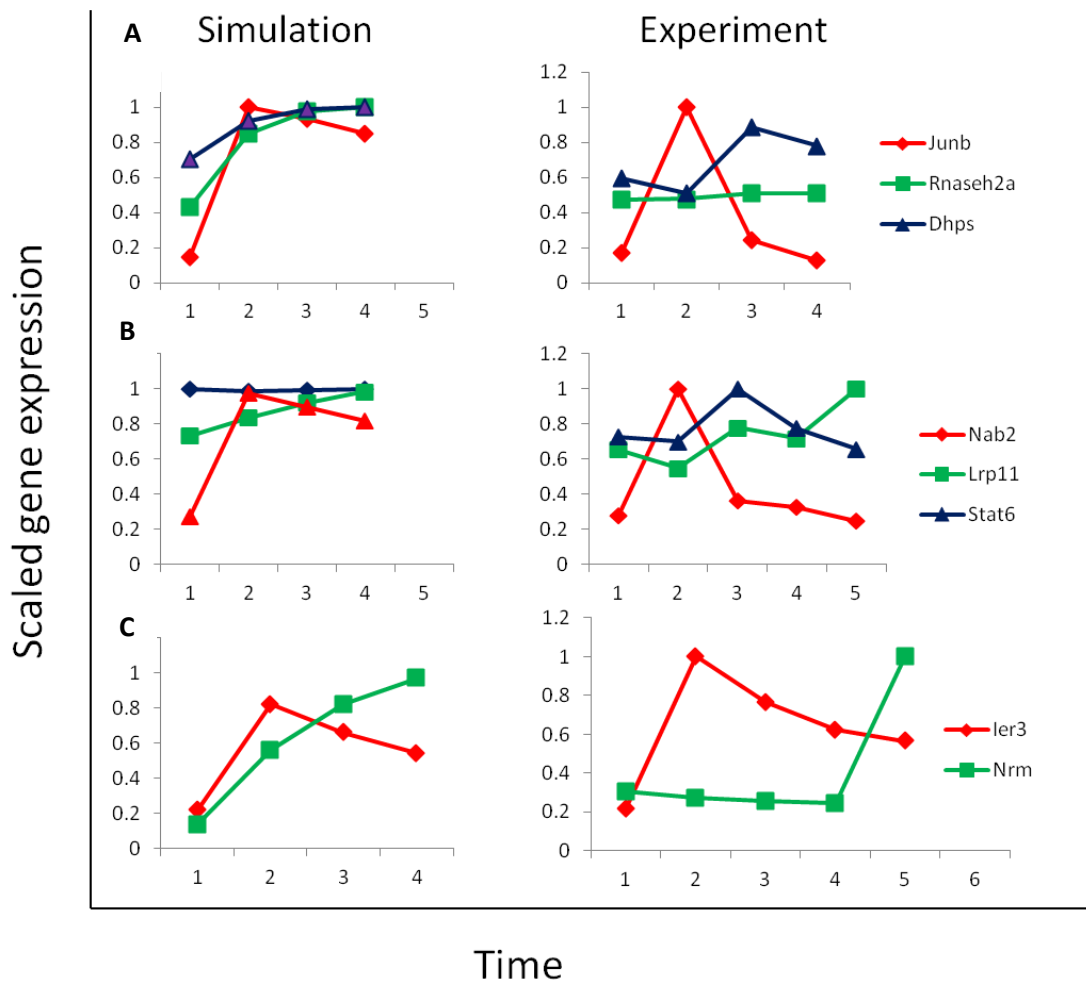 A Simulation Experiment
1.2
1 1
0.8 0.8
0.6 0.6
0.4 0.4
0.2 0.2
0 0
1 2 3 4 5 1 2 3 4
Junb
Rnaseh2a
Dhps
B
1.2
1 1
0.8 0.8
0.6 0.6
0.4 0.4
0.2 0.2
0 0
1 2 3 4 5 1 2 3 4 5
Nab2
Lrp11
Stat6
C
1.2
1 1
0.8 0.8
0.6 0.6
0.4 0.4
0.2 0.2
0 0
1 2 3 4 1 2 3 4 5 6
Ier3
Nrm
Scaled gene expression
Time